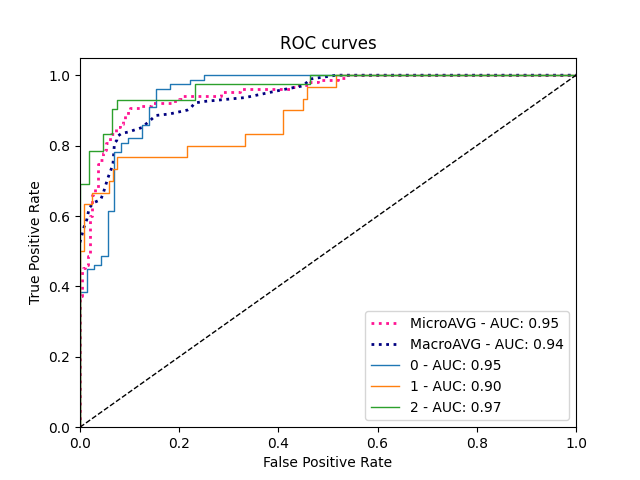 ROC curves
True Positive Rate
1.0
0.8
0.6
0.4
0.2
0.0
MicroAVG - AUC: 0.95
MacroAVG - AUC: 0.94
0 - AUC: 0.95
1 - AUC: 0.90
2 - AUC: 0.97
0.0 0.2 0.4 0.6 0.8 1.0
False Positive Rate